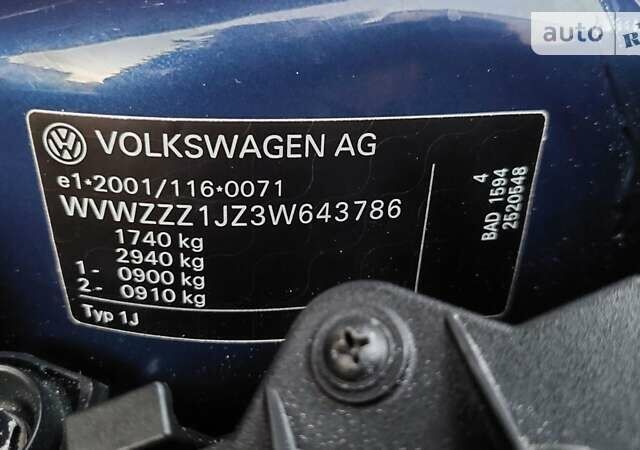 VOLKSWAGEN AG
e1*2001/116*0071
WVWZZZ1JZ3W643786
1740 kg
2940 kg
1 - 0900 kg
2.- 0910 kg
Typ 1J
4
BAD 1594
2520548
auto